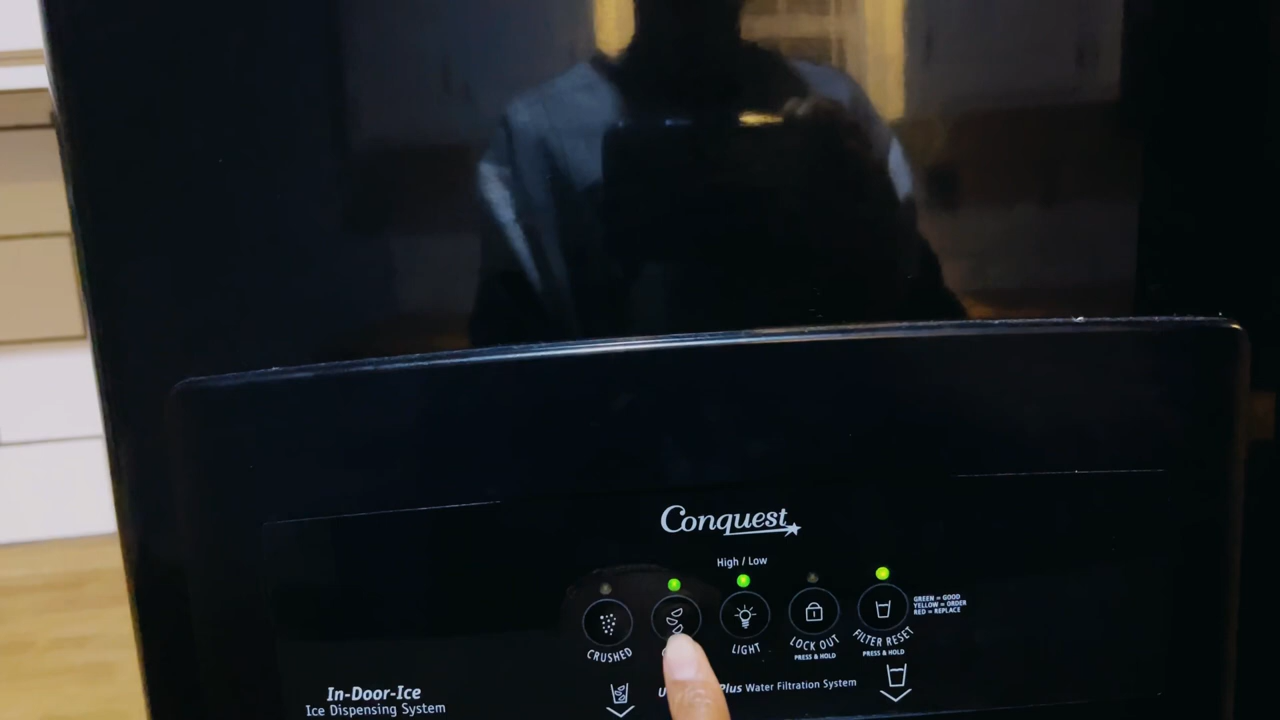 Conquest
High / Low
GREEN = GOOD
YELLOW = ORDER
RED = REPLACE
CRUSHED
LIGHT
LOCK OUT
PRESS & HOLD
FILTER RESET
PRESS & HOLD
In-Door-Ice
Ice Dispensing System
Plus Water Filtration System